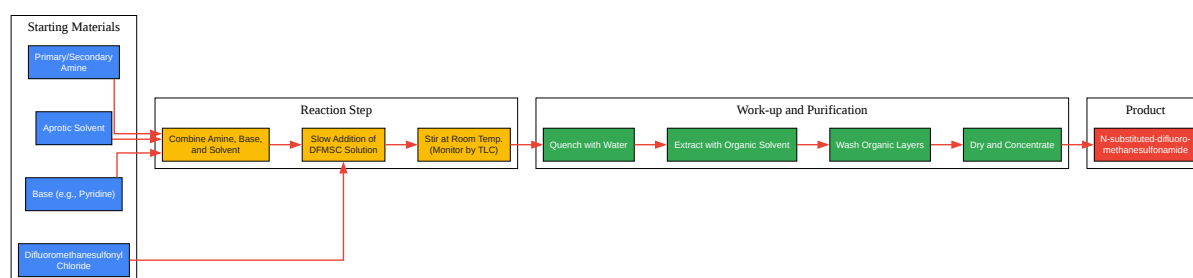 Starting Materials
Primary/Secondary
Amine
Aprotic Solvent
Base (e.g., Pyridine)
Difluoromethanesulfonyl
Chloride
Reaction Step
Combine Amine, Base,
and Solvent
Slow Addition of
DFMSC Solution
Stir at Room Temp.
(Monitor by TLC)
Work-up and Purification
Quench with Water
Extract with Organic Solvent
Wash Organic Layers
Dry and Concentrate
Product
N-substituted-difluoro-
methanesulfonamide